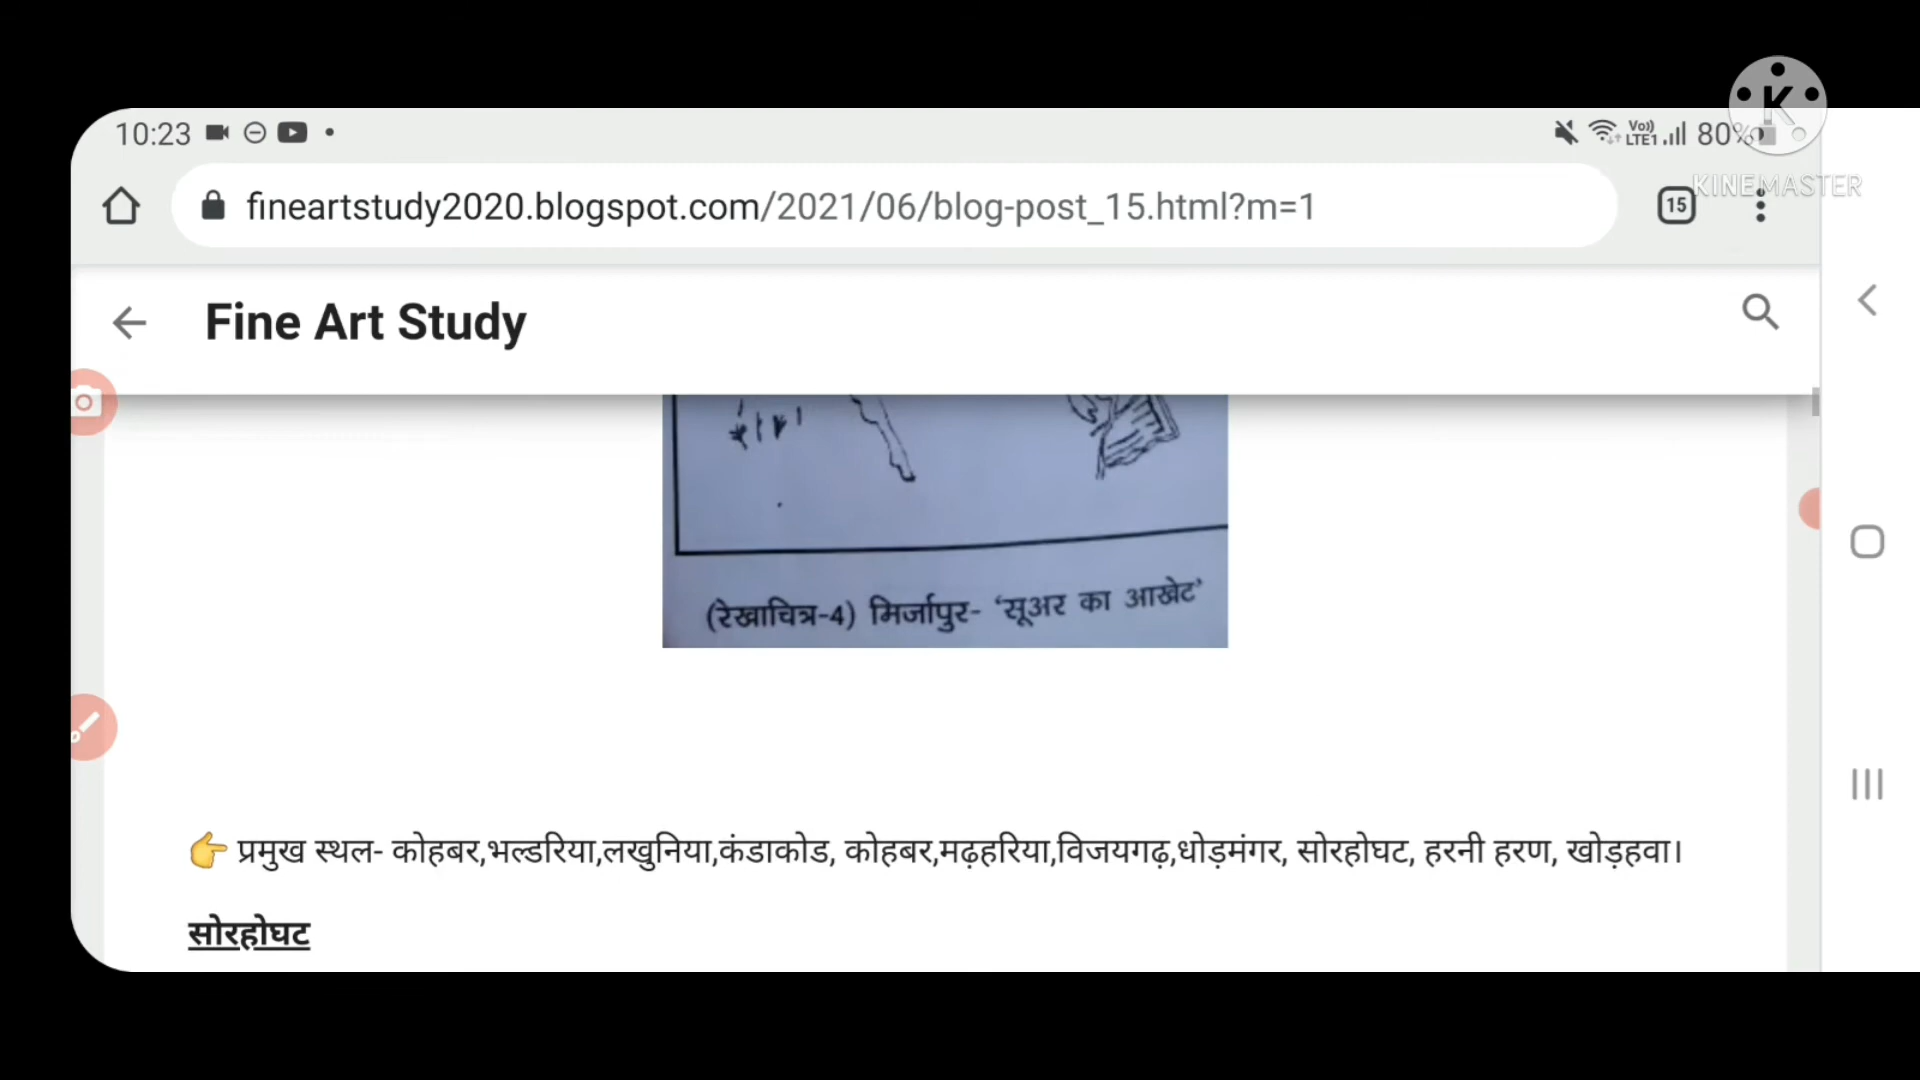 10:23
Vo)) LTE1 80%
fineartstudy2020.blogspot.com/2021/06/blog-post_15.html?m=1
15
K
KINEMASTER
Fine Art Study
(रेखाचित्र-4) मिर्जापुर- 'सूअर का आखेट'
👉 प्रमुख स्थल- कोहबर,भल्डरिया,लखुनिया,कंडाकोड, कोहबर,मढ़हरिया,विजयगढ़,धोड़मंगर, सोरहोघट, हरनी हरण, खोड़हवा।
सोरहोघट